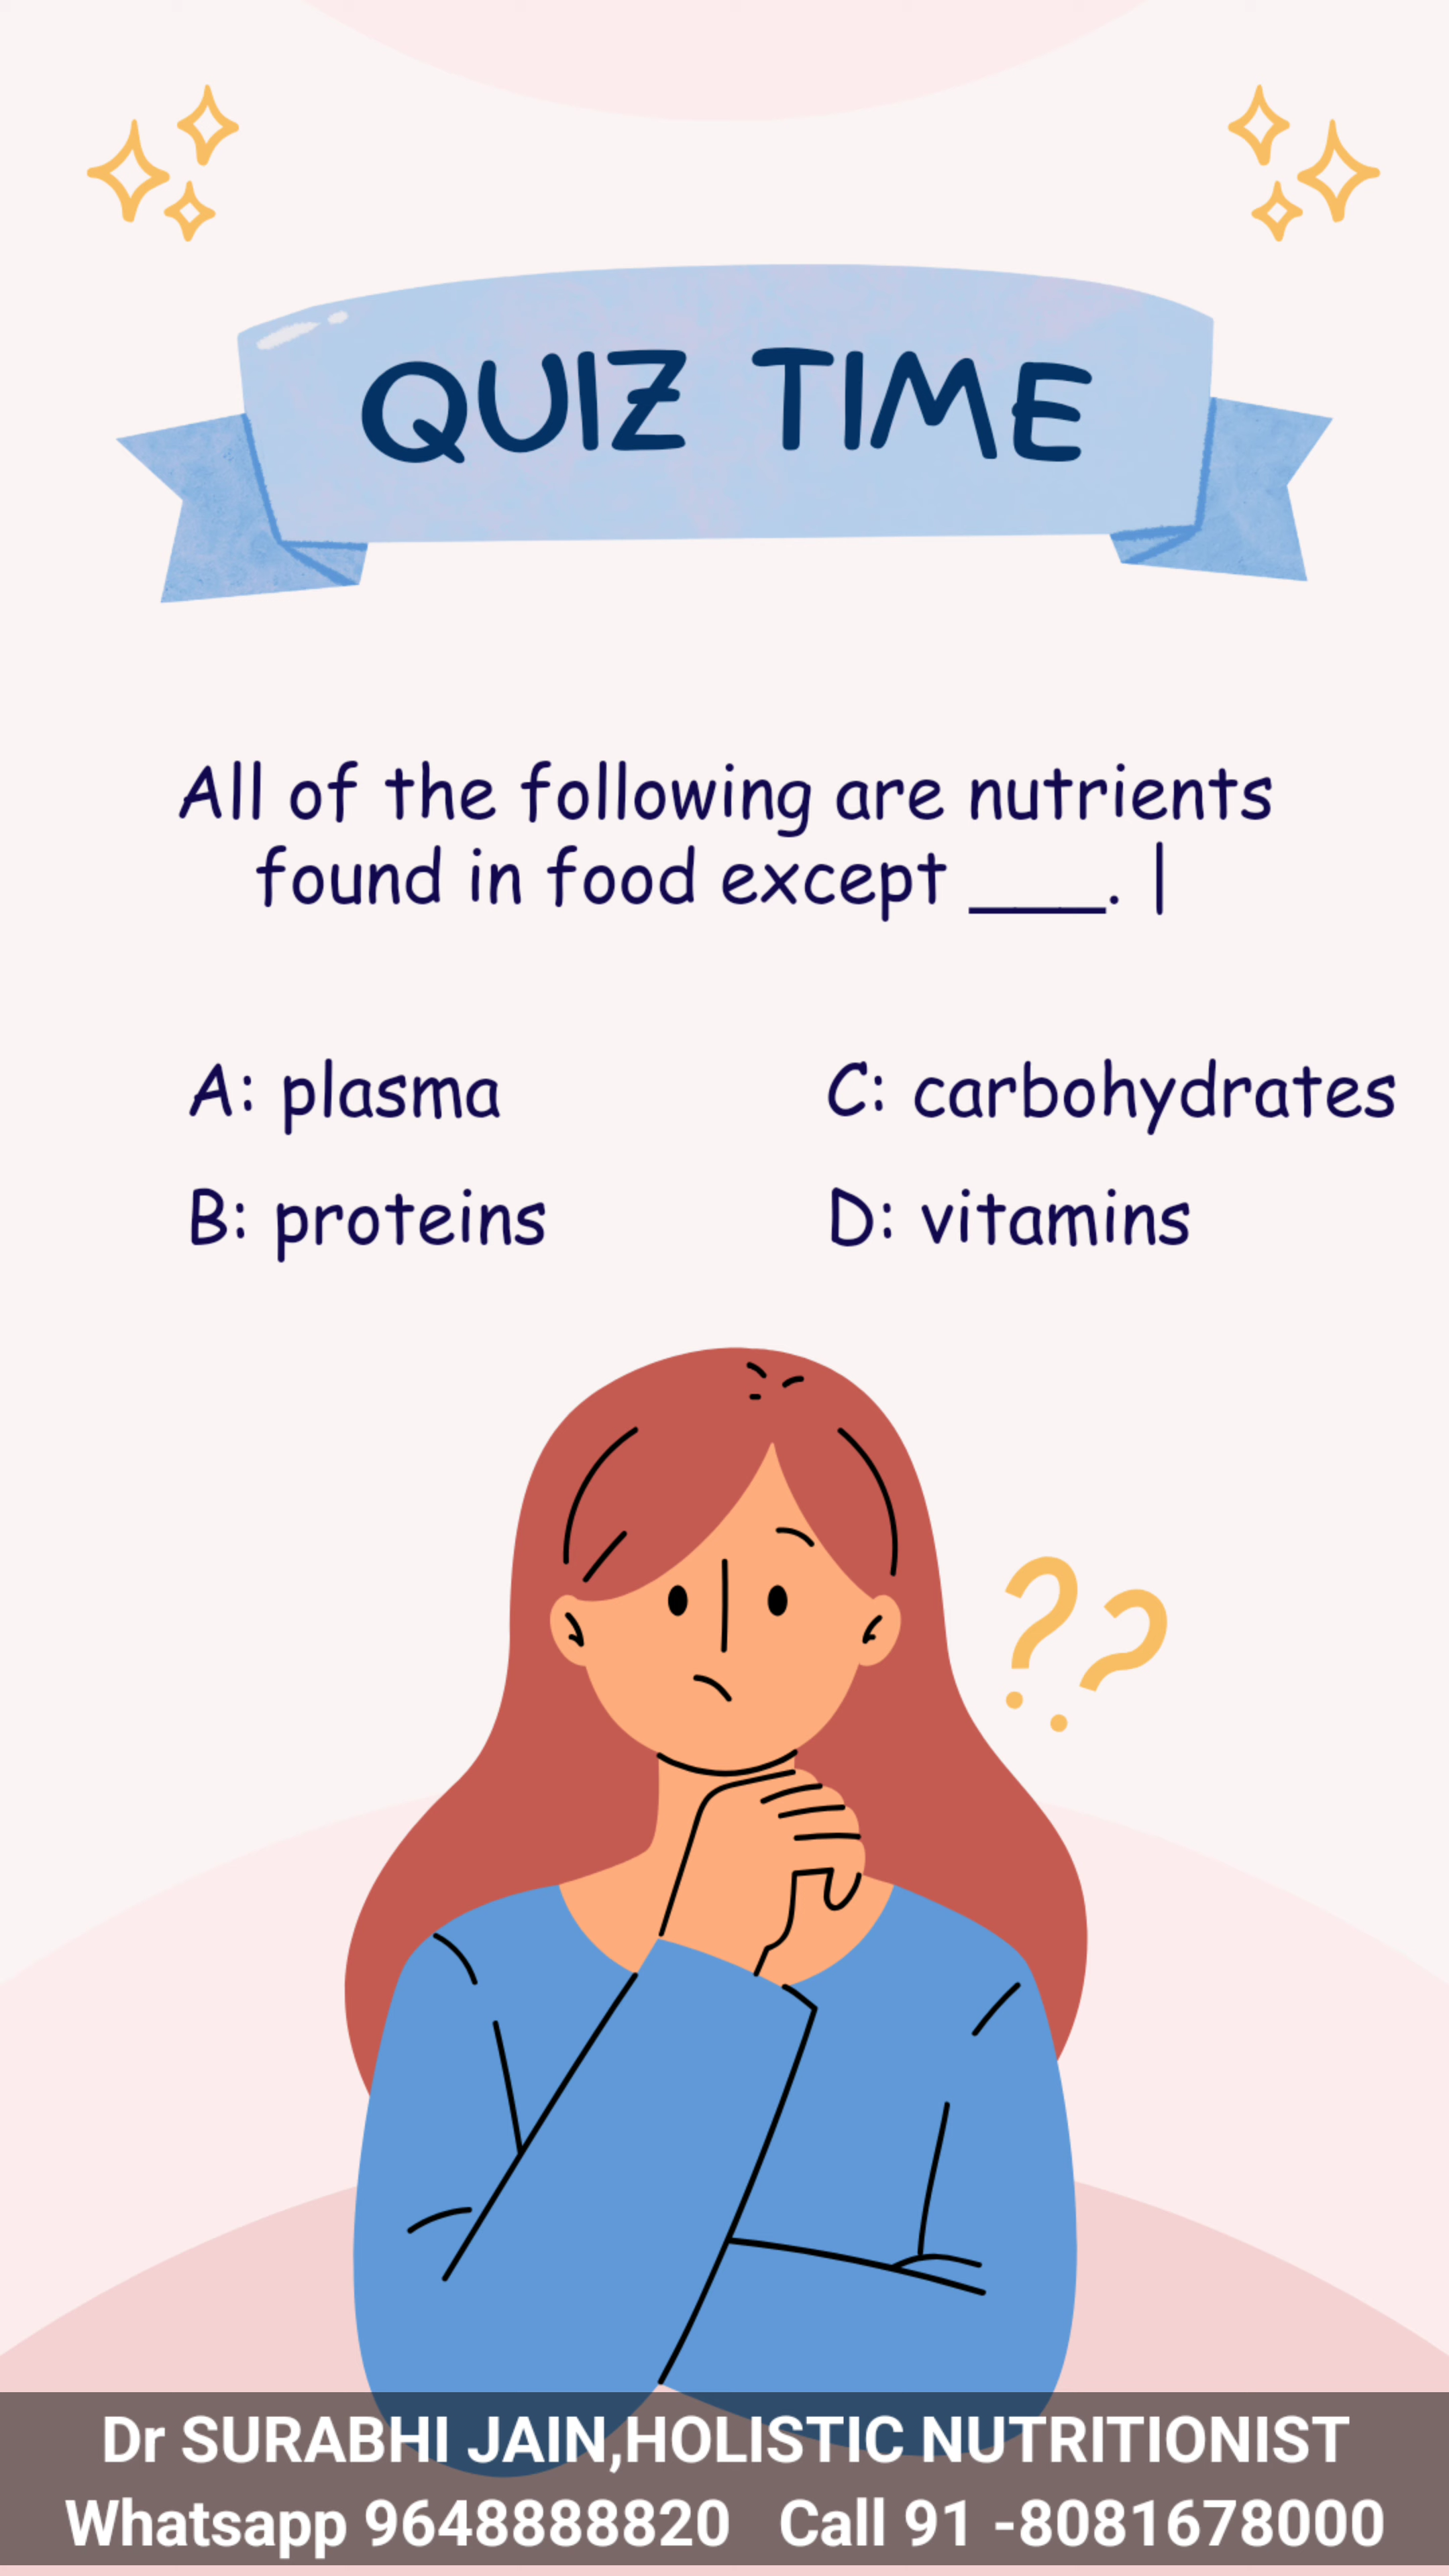 QUIZ TIME
All of the following are nutrients
found in food except ___. |
A: plasma
C: carbohydrates
B: proteins
D: vitamins
??
Dr SURABHI JAIN,HOLISTIC NUTRITIONIST
Whatsapp 9648888820 Call 91 -8081678000